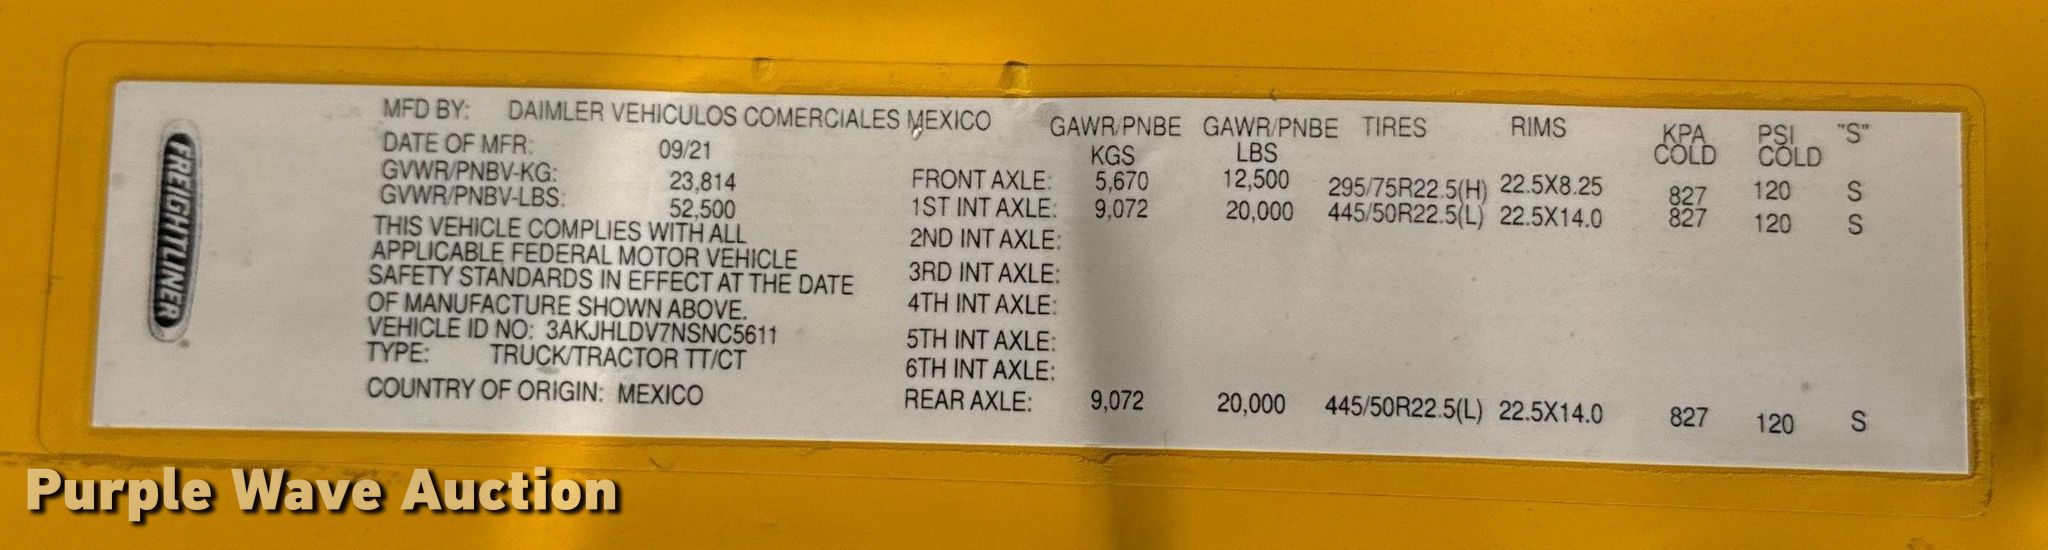 FREIGHTLINER
MFD BY: DAIMLER VEHICULOS COMERCIALES MEXICO
DATE OF MFR: 09/21
GVWR/PNBV-KG: 23,814
GVWR/PNBV-LBS: 52,500
THIS VEHICLE COMPLIES WITH ALL
APPLICABLE FEDERAL MOTOR VEHICLE
SAFETY STANDARDS IN EFFECT AT THE DATE
OF MANUFACTURE SHOWN ABOVE.
VEHICLE ID NO: 3AKJHLDV7NSNC5611
TYPE: TRUCK/TRACTOR TT/CT
COUNTRY OF ORIGIN: MEXICO
GAWR/PNBE GAWR/PNBE TIRES RIMS KPA PSI "S"
KGS LBS COLD COLD
FRONT AXLE: 5,670 12,500 295/75R22.5(H) 22.5X8.25 827 120 S
1ST INT AXLE: 9,072 20,000 445/50R22.5(L) 22.5X14.0 827 120 S
2ND INT AXLE:
3RD INT AXLE:
4TH INT AXLE:
5TH INT AXLE:
6TH INT AXLE:
REAR AXLE: 9,072 20,000 445/50R22.5(L) 22.5X14.0 827 120 S
Purple Wave Auction